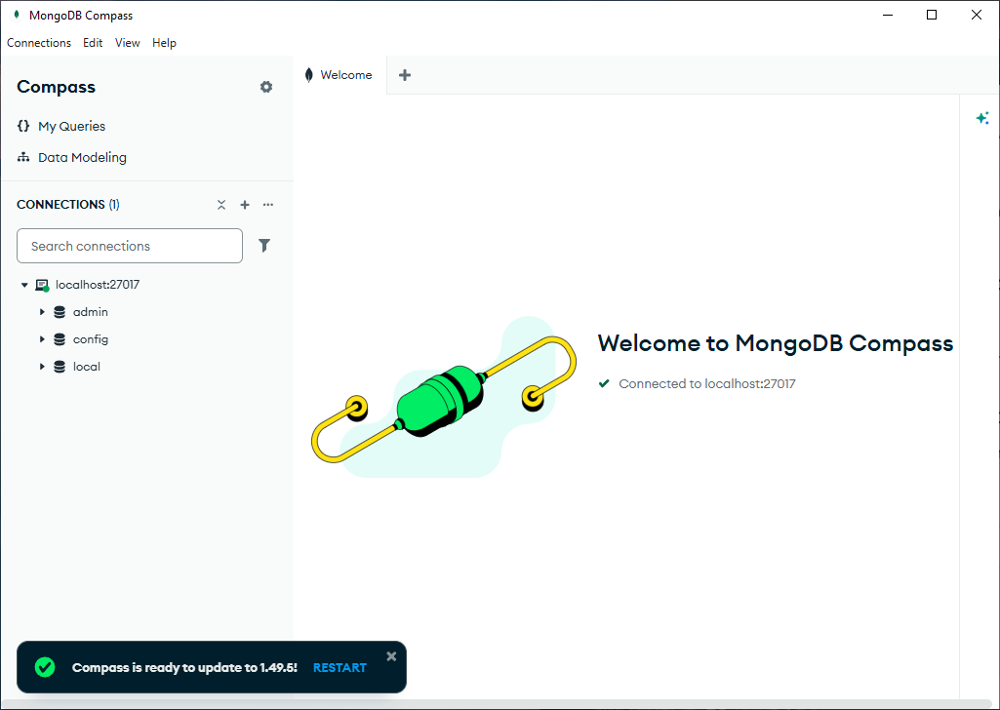 MongoDB Compass
Connections Edit View Help
Compass
Welcome
My Queries
Data Modeling
CONNECTIONS (1)
Search connections
localhost:27017
admin
config
local
Welcome to MongoDB Compass
Connected to localhost:27017
Compass is ready to update to 1.49.5! RESTART